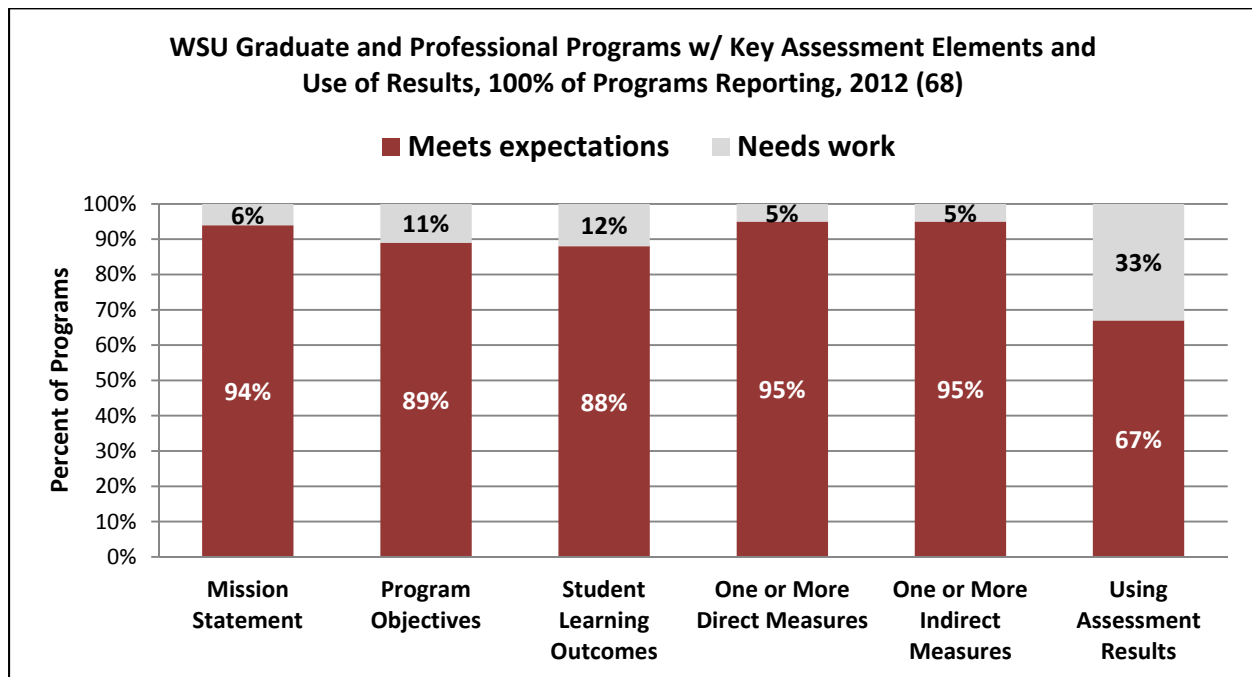 WSU Graduate and Professional Programs w/ Key Assessment Elements and
Use of Results, 100% of Programs Reporting, 2012 (68)
Meets expectations Needs work
Percent of Programs
100%
90%
80%
70%
60%
50%
40%
30%
20%
10%
0%
6% 11% 12% 5% 5% 33%
94% 89% 88% 95% 95% 67%
Mission Program Student One or More One or More Using
Statement Objectives Learning Direct Measures Indirect Assessment
Outcomes Measures Results